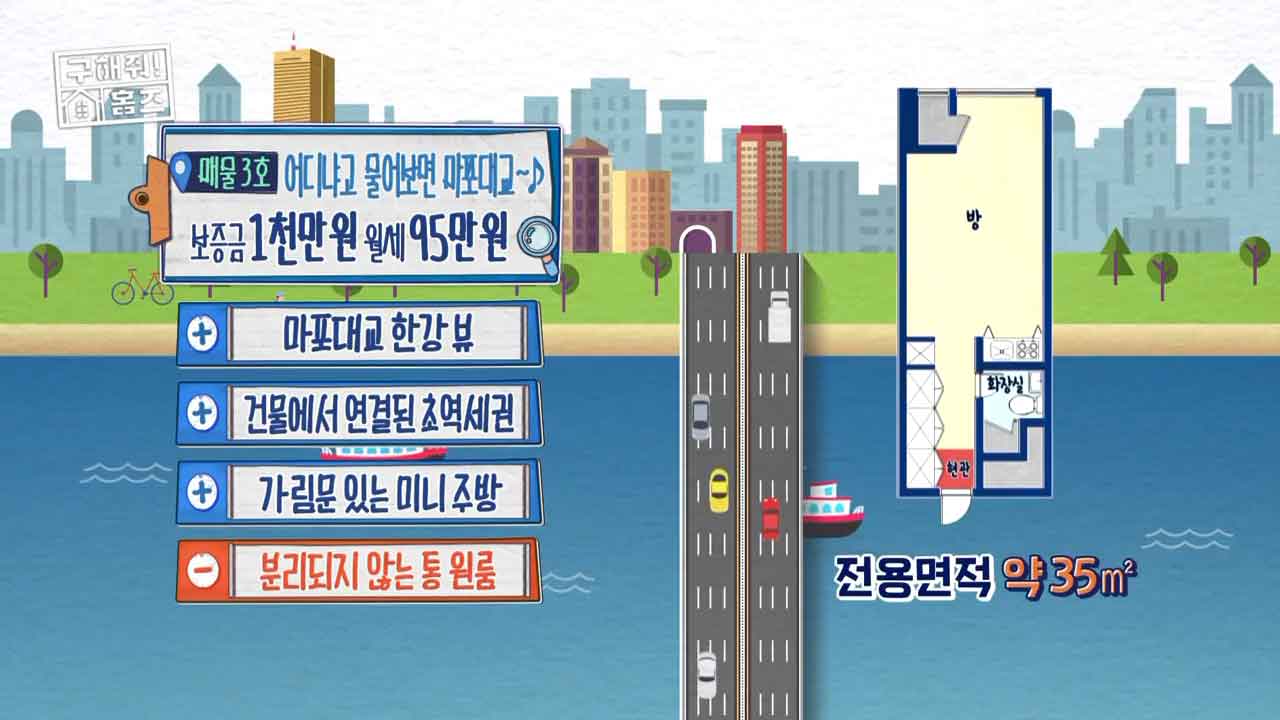 구해줘!
홈즈
매물 3호 어디냐고 물어보면 마포대교~♪
보증금 1천만 원 월세 95만 원
+ 마포대교 한강 뷰
+ 건물에서 연결된 초역세권
+ 가림문 있는 미니 주방
- 분리되지 않는 통 원룸
방
화장실
현관
전용면적 약 35㎡